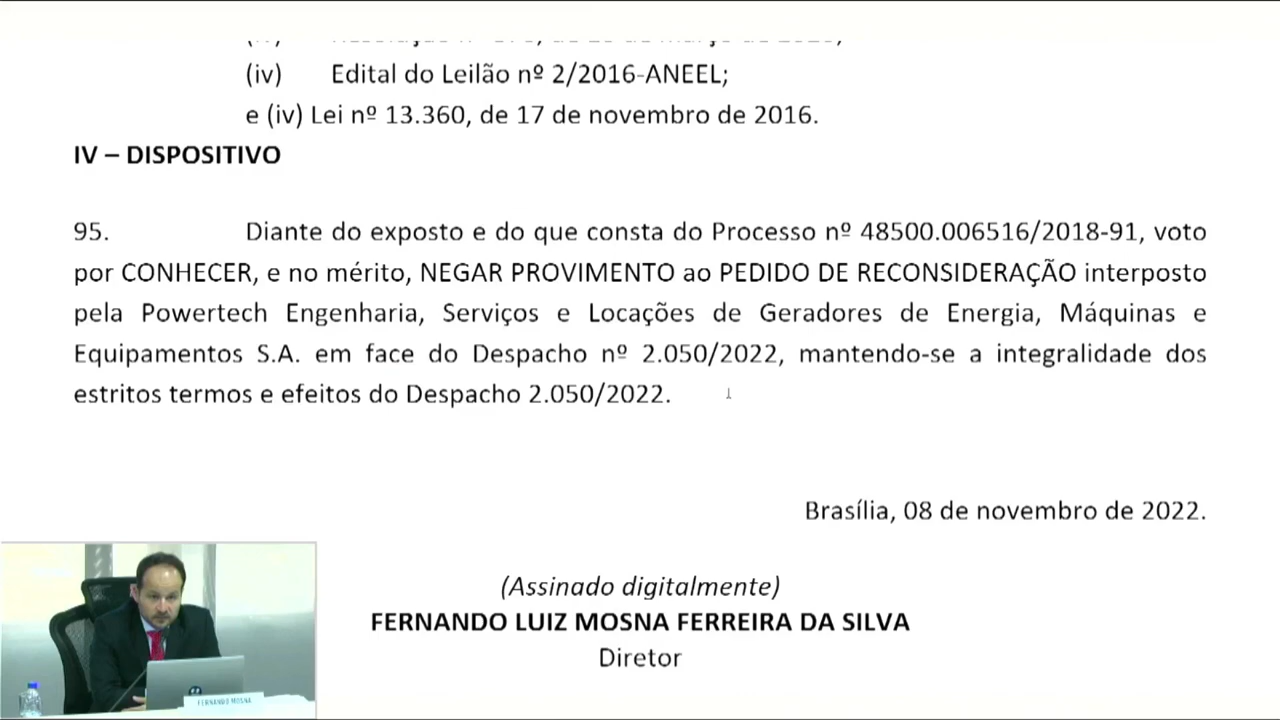 (iv) Edital do Leilão nº 2/2016-ANEEL;
e (iv) Lei nº 13.360, de 17 de novembro de 2016.
IV – DISPOSITIVO
95. Diante do exposto e do que consta do Processo nº 48500.006516/2018-91, voto
por CONHECER, e no mérito, NEGAR PROVIMENTO ao PEDIDO DE RECONSIDERAÇÃO interposto
pela Powertech Engenharia, Serviços e Locações de Geradores de Energia, Máquinas e
Equipamentos S.A. em face do Despacho nº 2.050/2022, mantendo-se a integralidade dos
estritos termos e efeitos do Despacho 2.050/2022.
Brasília, 08 de novembro de 2022.
(Assinado digitalmente)
FERNANDO LUIZ MOSNA FERREIRA DA SILVA
Diretor
FERNANDO MOSNA